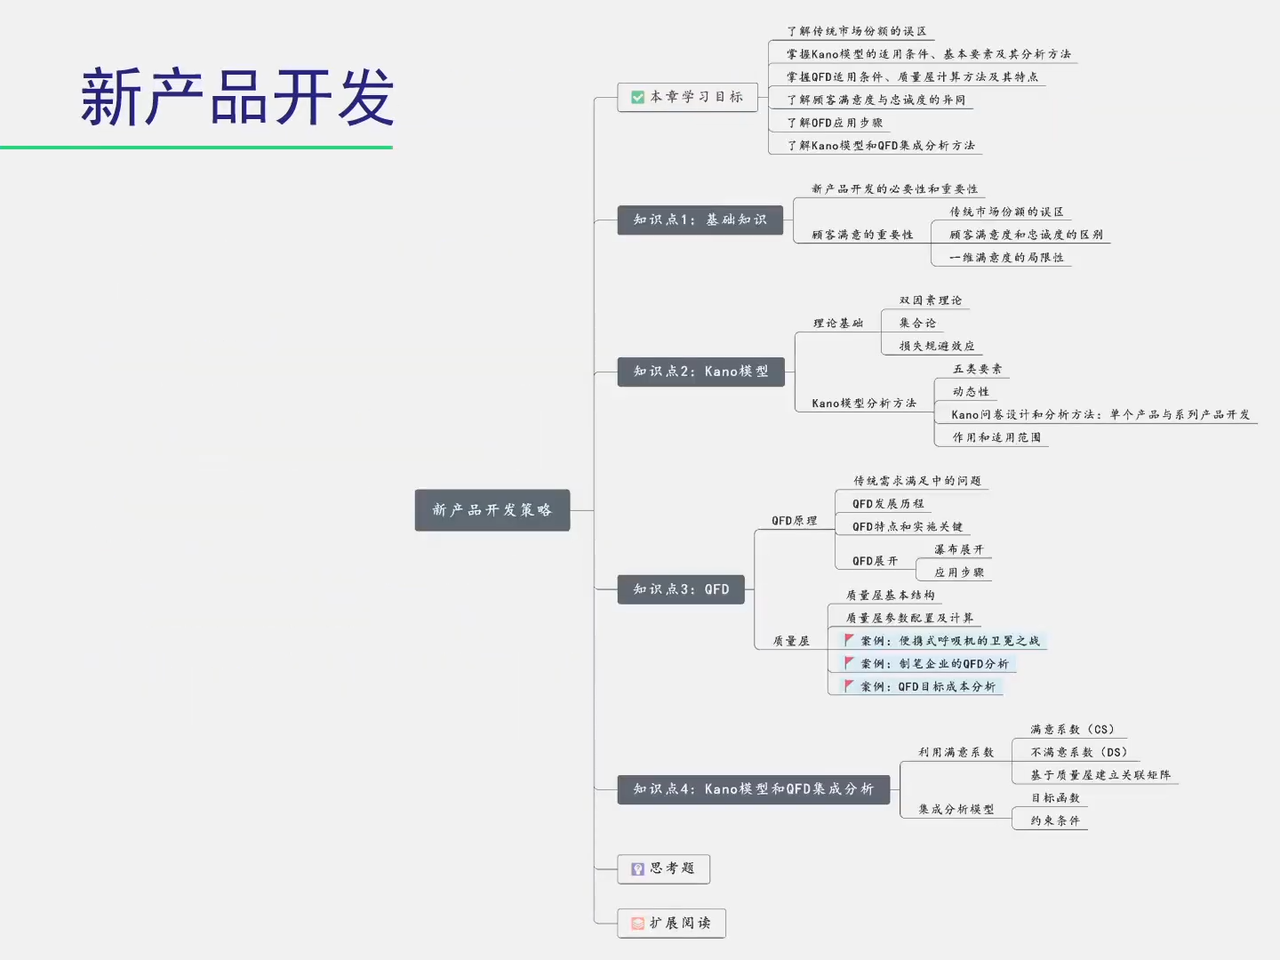 新产品开发
新产品开发策略
本章学习目标
了解传统市场份额的误区
掌握Kano模型的适用条件、基本要素及其分析方法
掌握QFD适用条件、质量屋计算方法及其特点
了解顾客满意度与忠诚度的异同
了解QFD应用步骤
了解Kano模型和QFD集成分析方法
知识点1：基础知识
新产品开发的必要性和重要性
顾客满意的重要性
传统市场份额的误区
顾客满意度和忠诚度的区别
一维满意度的局限性
知识点2：Kano模型
理论基础
双因素理论
集合论
损失规避效应
Kano模型分析方法
五类要素
动态性
Kano问卷设计和分析方法：单个产品与系列产品开发
作用和适用范围
知识点3：QFD
QFD原理
传统需求满足中的问题
QFD发展历程
QFD特点和实施关键
QFD展开
瀑布展开
应用步骤
质量屋
质量屋基本结构
质量屋参数配置及计算
案例：便携式呼吸机的卫冕之战
案例：制笔企业的QFD分析
案例：QFD目标成本分析
知识点4：Kano模型和QFD集成分析
利用满意系数
满意系数（CS）
不满意系数（DS）
基于质量屋建立关联矩阵
集成分析模型
目标函数
约束条件
思考题
扩展阅读